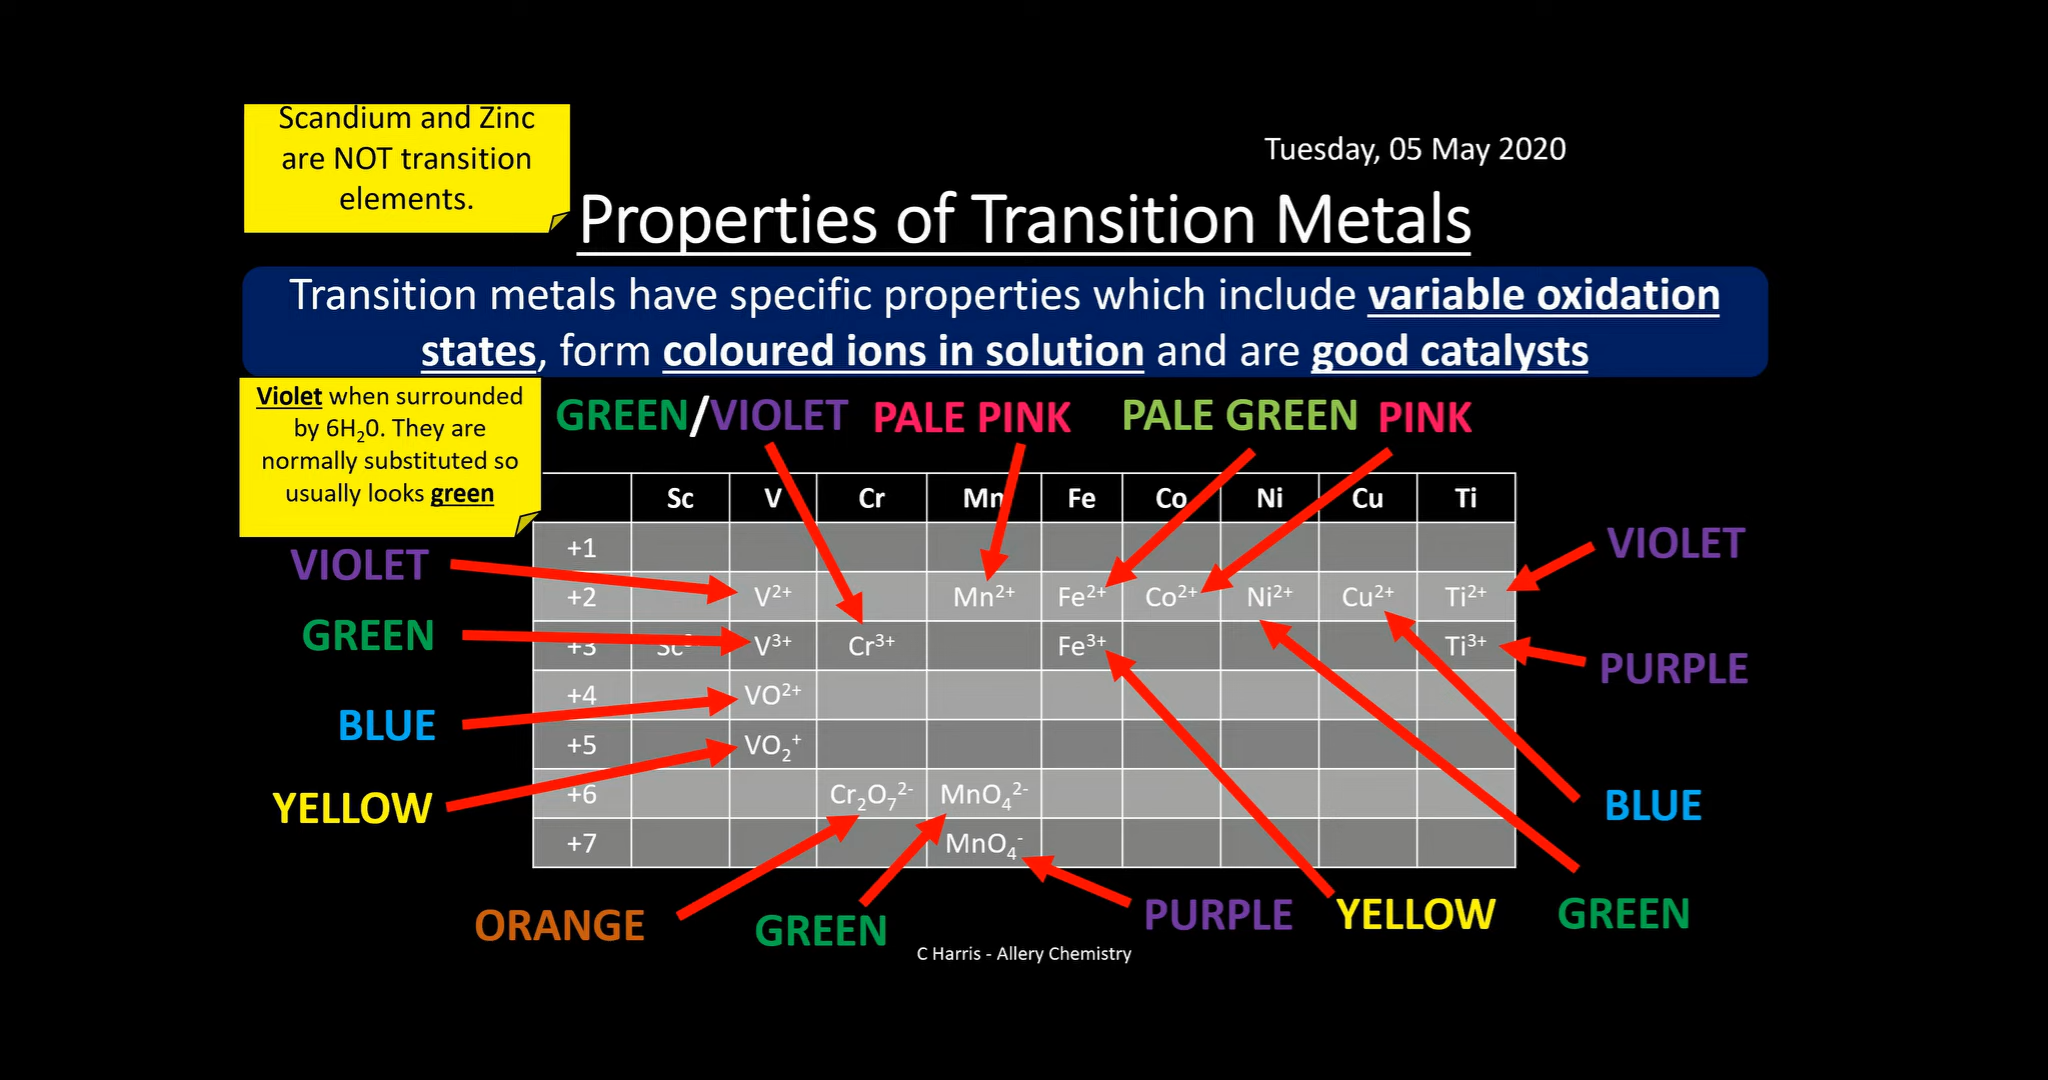 Scandium and Zinc
are NOT transition
elements.
Tuesday, 05 May 2020
Properties of Transition Metals
Transition metals have specific properties which include variable oxidation
states, form coloured ions in solution and are good catalysts
Violet when surrounded
by 6H₂0. They are
normally substituted so
usually looks green
GREEN/VIOLET PALE PINK PALE GREEN PINK
Sc V Cr Mn Fe Co Ni Cu Ti
+1
VIOLET
VIOLET
+2 V²⁺ Mn²⁺ Fe²⁺ Co²⁺ Ni²⁺ Cu²⁺ Ti²⁺
GREEN
+3 Sc V³⁺ Cr³⁺ Fe³⁺ Ti³⁺
PURPLE
+4 VO²⁺
BLUE
+5 VO₂⁺
YELLOW
+6 Cr₂O₇²⁻ MnO₄²⁻
BLUE
+7 MnO₄⁻
ORANGE GREEN PURPLE YELLOW GREEN
C Harris - Allery Chemistry